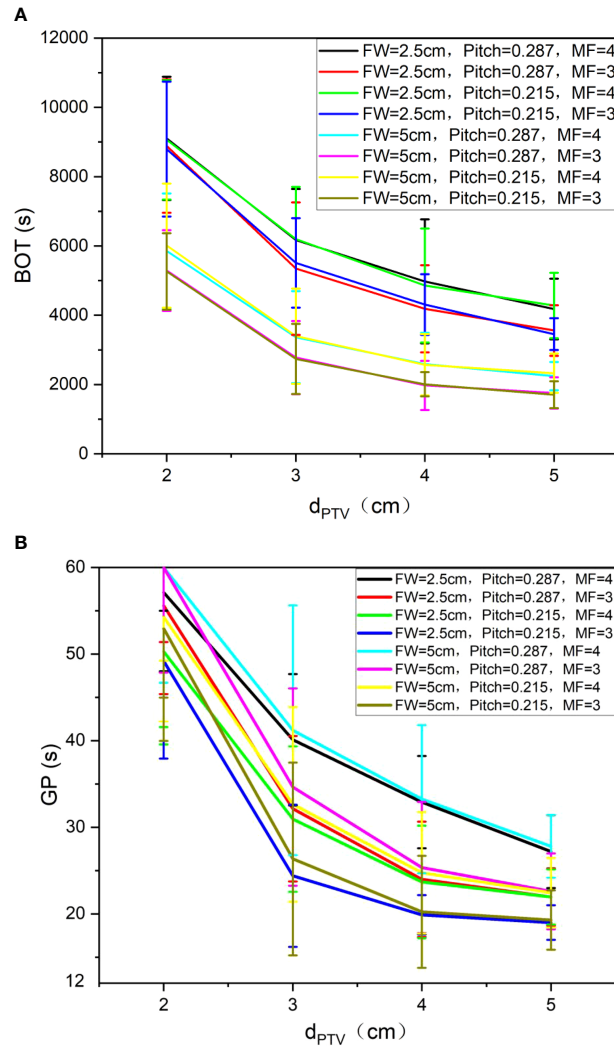 A
12000
10000
8000
6000
4000
2000
0
BOT (s)
FW=2.5cm，Pitch=0.287，MF=4
FW=2.5cm，Pitch=0.287，MF=3
FW=2.5cm，Pitch=0.215，MF=4
FW=2.5cm，Pitch=0.215，MF=3
FW=5cm，Pitch=0.287，MF=4
FW=5cm，Pitch=0.287，MF=3
FW=5cm，Pitch=0.215，MF=4
FW=5cm，Pitch=0.215，MF=3
2 3 4 5
dPTV（cm）
B
60
50
40
30
20
12
GP (s)
FW=2.5cm，Pitch=0.287，MF=4
FW=2.5cm，Pitch=0.287，MF=3
FW=2.5cm，Pitch=0.215，MF=4
FW=2.5cm，Pitch=0.215，MF=3
FW=5cm，Pitch=0.287，MF=4
FW=5cm，Pitch=0.287，MF=3
FW=5cm，Pitch=0.215，MF=4
FW=5cm，Pitch=0.215，MF=3
2 3 4 5
dPTV（cm）